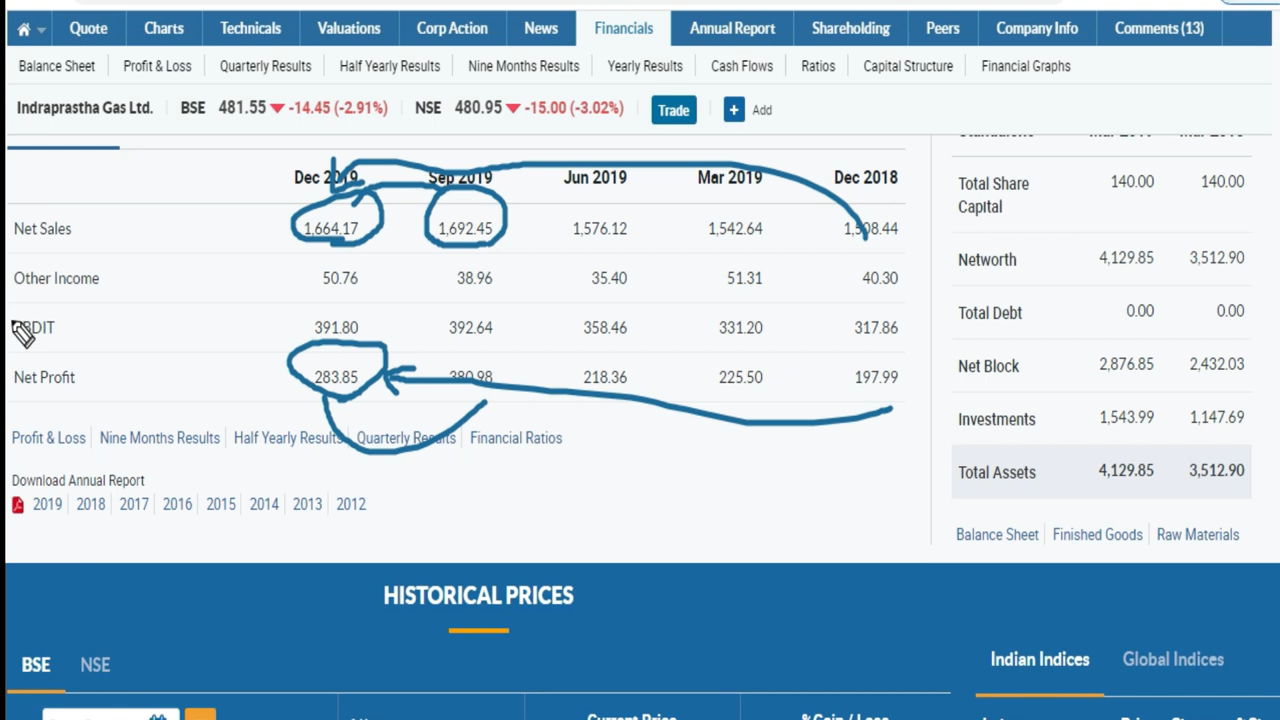 Quote Charts Technicals Valuations Corp Action News Financials Annual Report Shareholding Peers Company Info Comments (13)
Balance Sheet Profit & Loss Quarterly Results Half Yearly Results Nine Months Results Yearly Results Cash Flows Ratios Capital Structure Financial Graphs
Indraprastha Gas Ltd. BSE 481.55 -14.45 (-2.91%) NSE 480.95 -15.00 (-3.02%) Trade + Add
Dec 2019 Sep 2019 Jun 2019 Mar 2019 Dec 2018
Net Sales 1,664.17 1,692.45 1,576.12 1,542.64 1,508.44
Other Income 50.76 38.96 35.40 51.31 40.30
PBDIT 391.80 392.64 358.46 331.20 317.86
Net Profit 283.85 380.98 218.36 225.50 197.99
Profit & Loss Nine Months Results Half Yearly Results Quarterly Results Financial Ratios
Download Annual Report
2019 2018 2017 2016 2015 2014 2013 2012
Total Share 140.00 140.00
Capital
Networth 4,129.85 3,512.90
Total Debt 0.00 0.00
Net Block 2,876.85 2,432.03
Investments 1,543.99 1,147.69
Total Assets 4,129.85 3,512.90
Balance Sheet Finished Goods Raw Materials
HISTORICAL PRICES
BSE NSE
Indian Indices Global Indices
Current Price % Gain / Loss